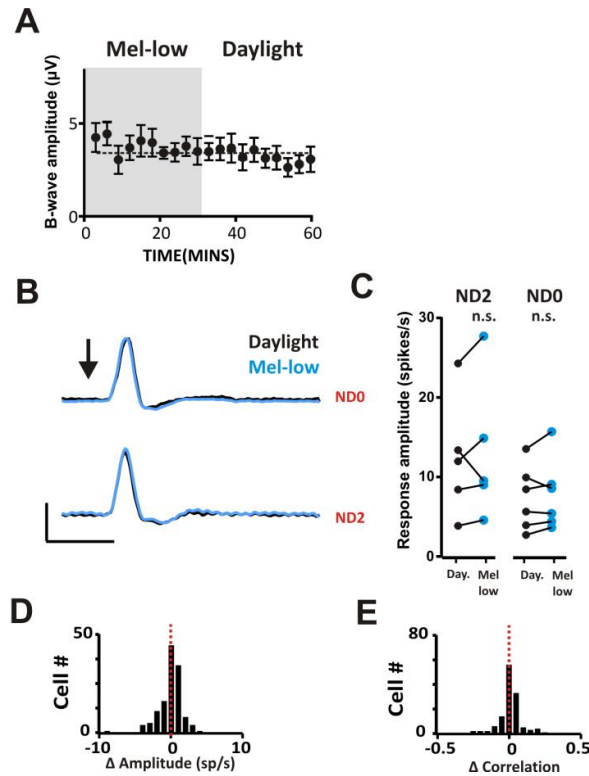 A
Mel-low Daylight
B-wave amplitude (µV)
5
0
0 20 40 60
TIME(MINS)
B
Daylight
Mel-low
ND0
ND2
C
ND2 ND0
n.s. n.s.
Response amplitude (spikes/s)
30
20
10
0
Day. Mel low Day. Mel low
D
50
Cell #
0
-10 0 10
Δ Amplitude (sp/s)
E
80
Cell #
0
-0.5 0 0.5
Δ Correlation